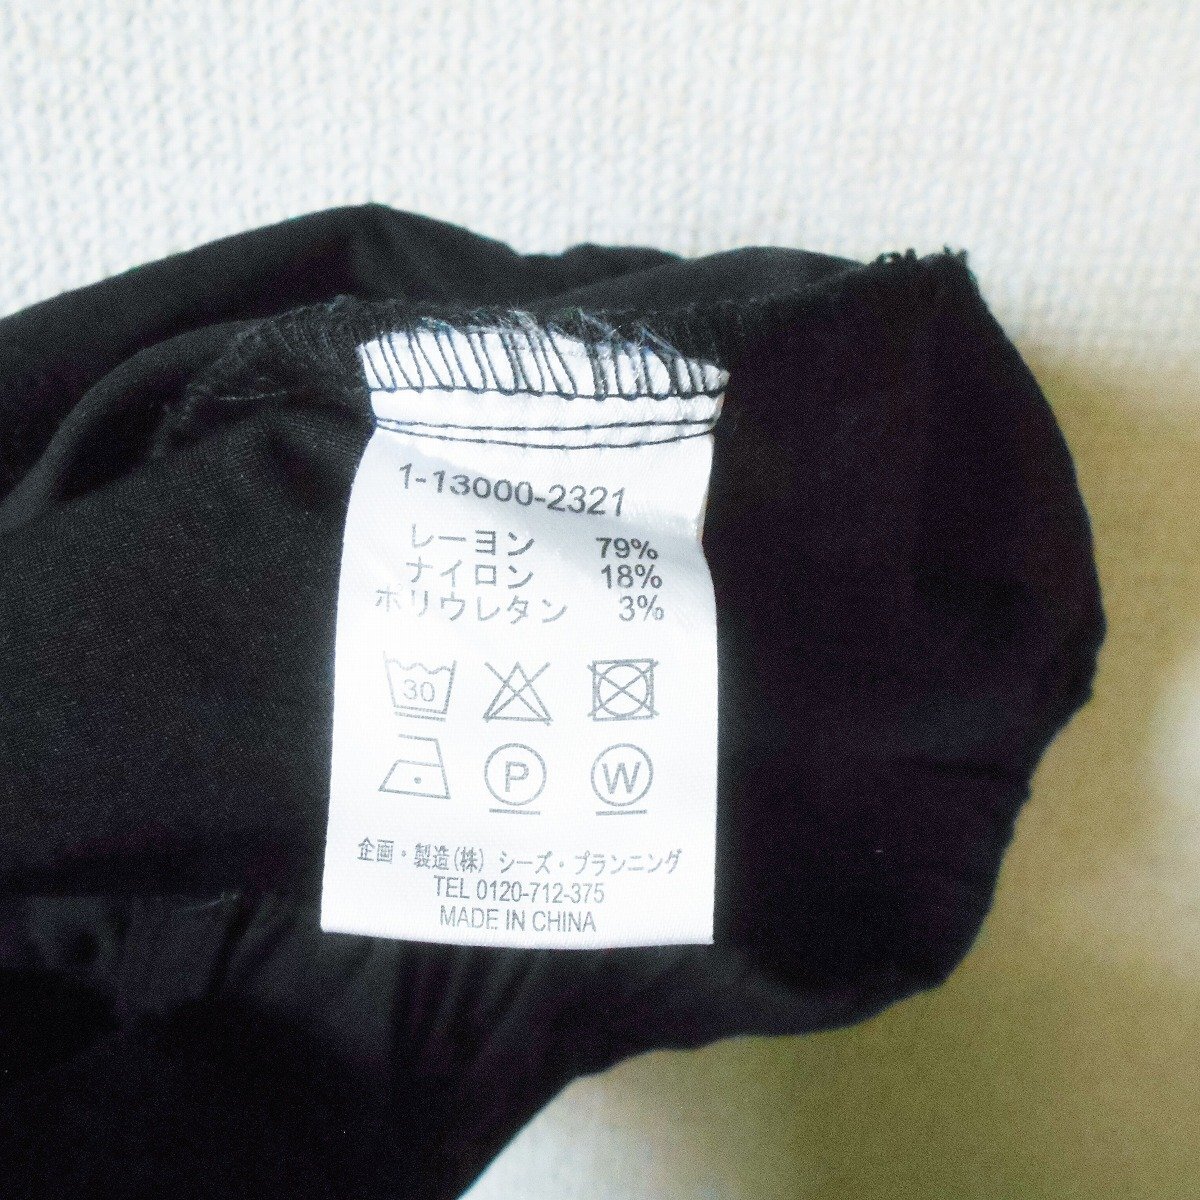 1-13000-2321
レーヨン 79%
ナイロン 18%
ポリウレタン 3%
30
P W
企画・製造(株) シーズ・プランニング
TEL 0120-712-375
MADE IN CHINA